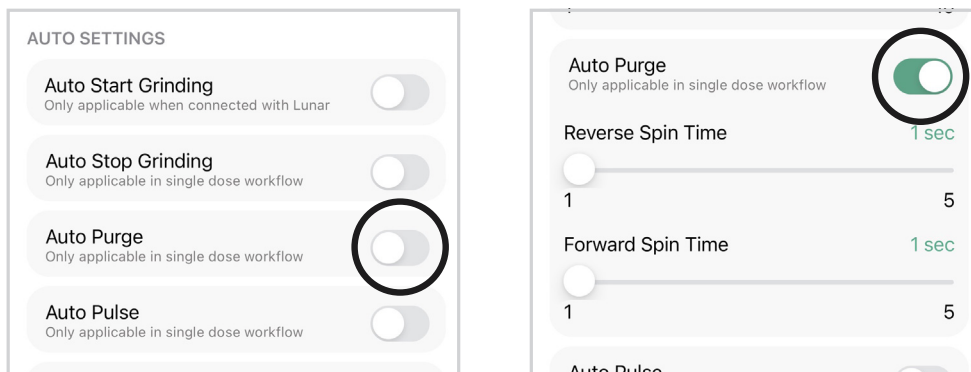 AUTO SETTINGS
Auto Start Grinding
Only applicable when connected with Lunar
Auto Stop Grinding
Only applicable in single dose workflow
Auto Purge
Only applicable in single dose workflow
Auto Pulse
Only applicable in single dose workflow
Auto Purge
Only applicable in single dose workflow
Reverse Spin Time 1 sec
1 5
Forward Spin Time 1 sec
1 5
Auto Pulse